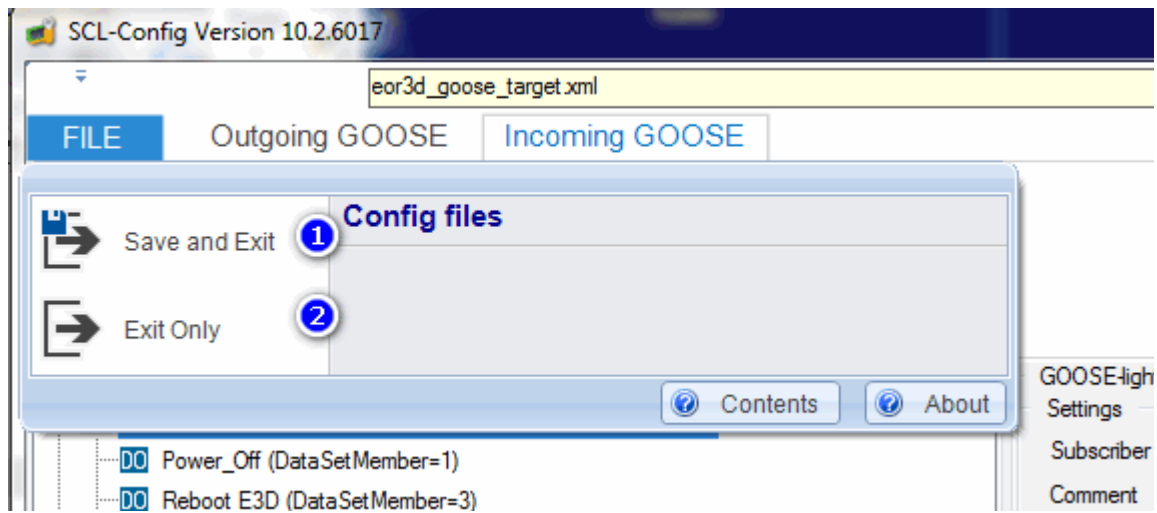 SCL-Config Version 10.2.6017
eor3d_goose_target.xml
FILE Outgoing GOOSE Incoming GOOSE
Config files
Save and Exit 1
Exit Only 2
Contents About
GOOSE-ligh
Settings
Power_Off (DataSetMember=1)
Subscriber
DO Reboot E3D (DataSetMember=3)
Comment